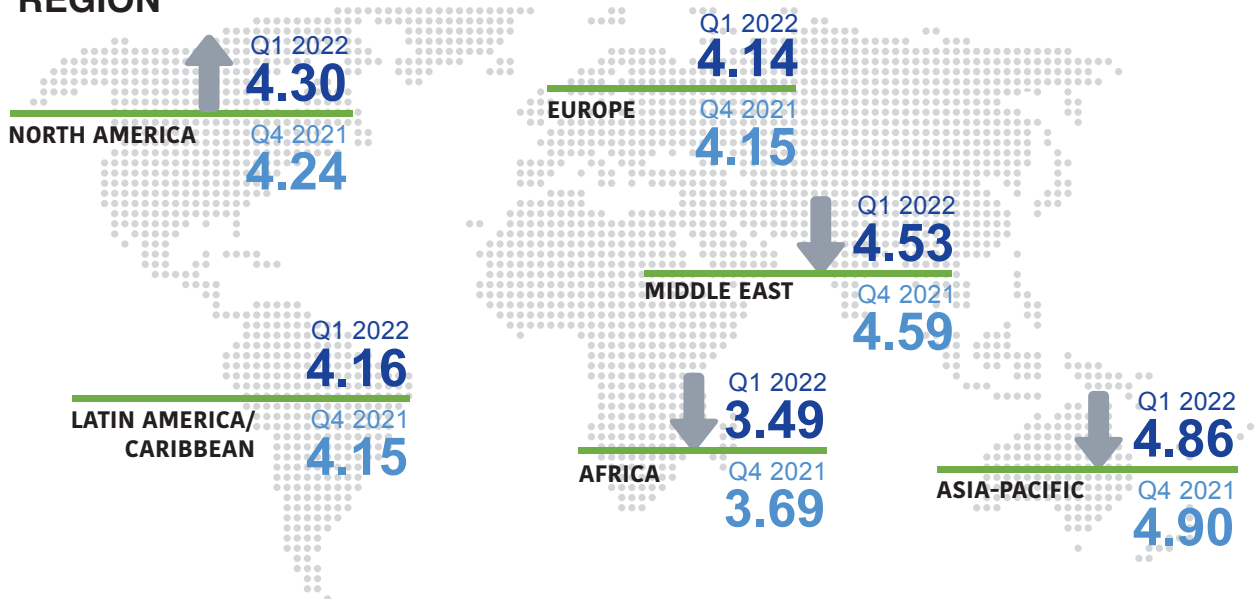 REGION
Q1 2022
4.30
NORTH AMERICA
Q4 2021
4.24
Q1 2022
4.14
EUROPE
Q4 2021
4.15
Q1 2022
4.53
MIDDLE EAST
Q4 2021
4.59
Q1 2022
4.16
LATIN AMERICA/
CARIBBEAN
Q4 2021
4.15
Q1 2022
3.49
AFRICA
Q4 2021
3.69
Q1 2022
4.86
ASIA-PACIFIC
Q4 2021
4.90